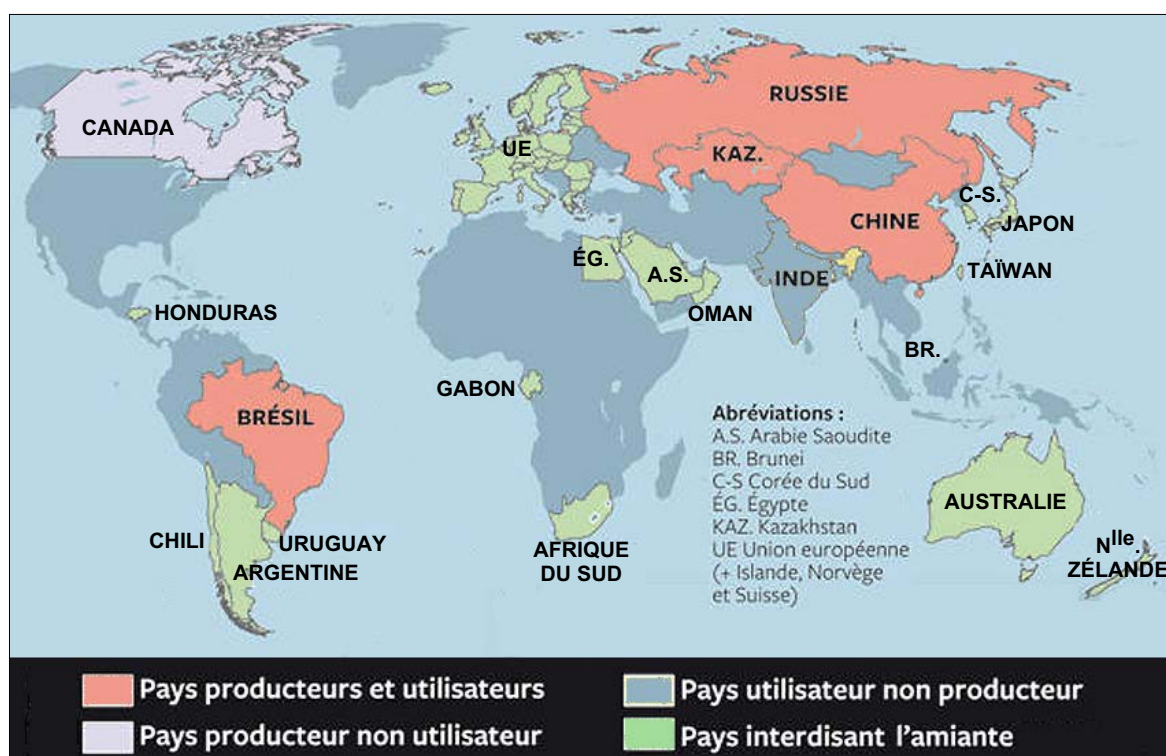 CANADA
RUSSIE
UE
KAZ.
C-S.
CHINE
JAPON
ÉG.
A.S.
INDE
TAÏWAN
HONDURAS
OMAN
BR.
GABON
BRÉSIL
Abréviations :
A.S. Arabie Saoudite
BR. Brunei
C-S Corée du Sud
ÉG. Égypte
KAZ. Kazakhstan
UE Union européenne
(+ Islande, Norvège
et Suisse)
AUSTRALIE
CHILI
URUGUAY
ARGENTINE
AFRIQUE
DU SUD
Nlle.
ZÉLANDE
Pays producteurs et utilisateurs
Pays utilisateur non producteur
Pays producteur non utilisateur
Pays interdisant l'amiante